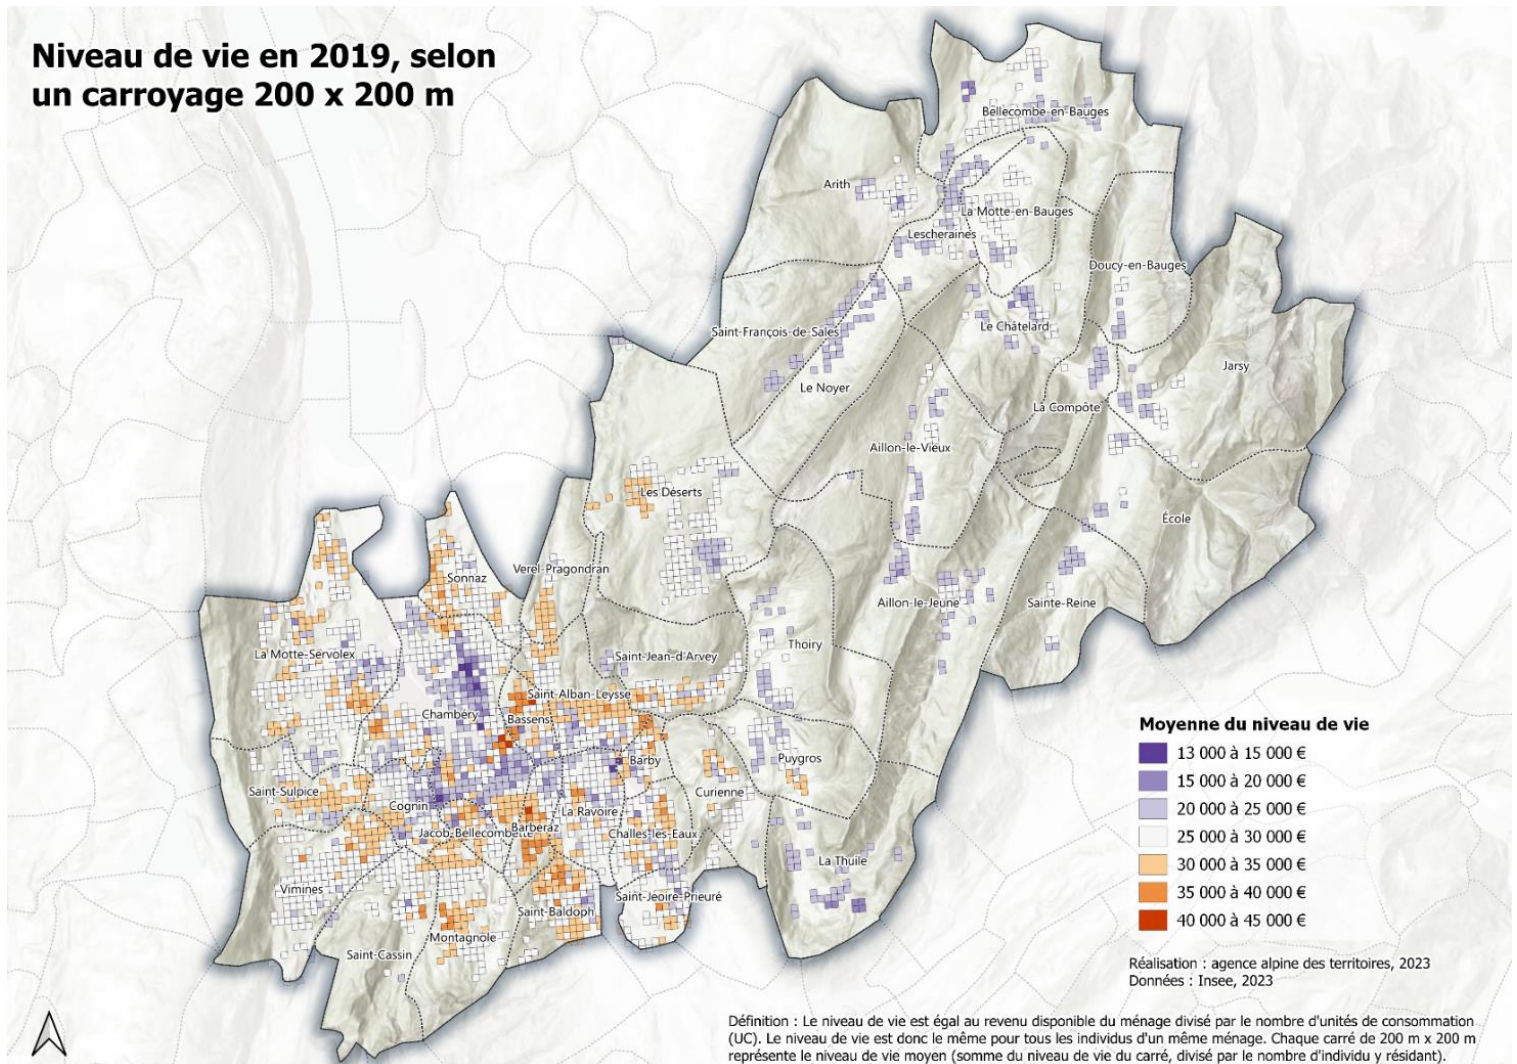 Niveau de vie en 2019, selon
un carroyage 200 x 200 m
Bellecombe-en-Bauges
Arith
La Motte-en-Bauges
Lescheraines
Doucy-en-Bauges
Saint-François-de-Sales
Le Châtelard
Jarsy
Le Noyer
La Compôte
Aillon-le-Vieux
Les Déserts
École
Verel-Pragondran
Sonnaz
Aillon-le-Jeune
Sainte-Reine
Thoiry
La Motte-Servolex
Saint-Jean-d'Arvey
Saint-Alban-Leysse
Chambéry
Bassens
Barby
Puygros
Saint-Sulpice
Curienne
Cognin
La Ravoire
Jacob-Bellecombette
Barberaz
Challes-les-Eaux
La Thuile
Vimines
Saint-Jeoire-Prieuré
Saint-Baldoph
Montagnole
Saint-Cassin
Moyenne du niveau de vie
13 000 à 15 000 €
15 000 à 20 000 €
20 000 à 25 000 €
25 000 à 30 000 €
30 000 à 35 000 €
35 000 à 40 000 €
40 000 à 45 000 €
Réalisation : agence alpine des territoires, 2023
Données : Insee, 2023
Définition : Le niveau de vie est égal au revenu disponible du ménage divisé par le nombre d'unités de consommation
(UC). Le niveau de vie est donc le même pour tous les individus d'un même ménage. Chaque carré de 200 m x 200 m
représente le niveau de vie moyen (somme du niveau de vie du carré, divisé par le nombre d'individu y résidant).